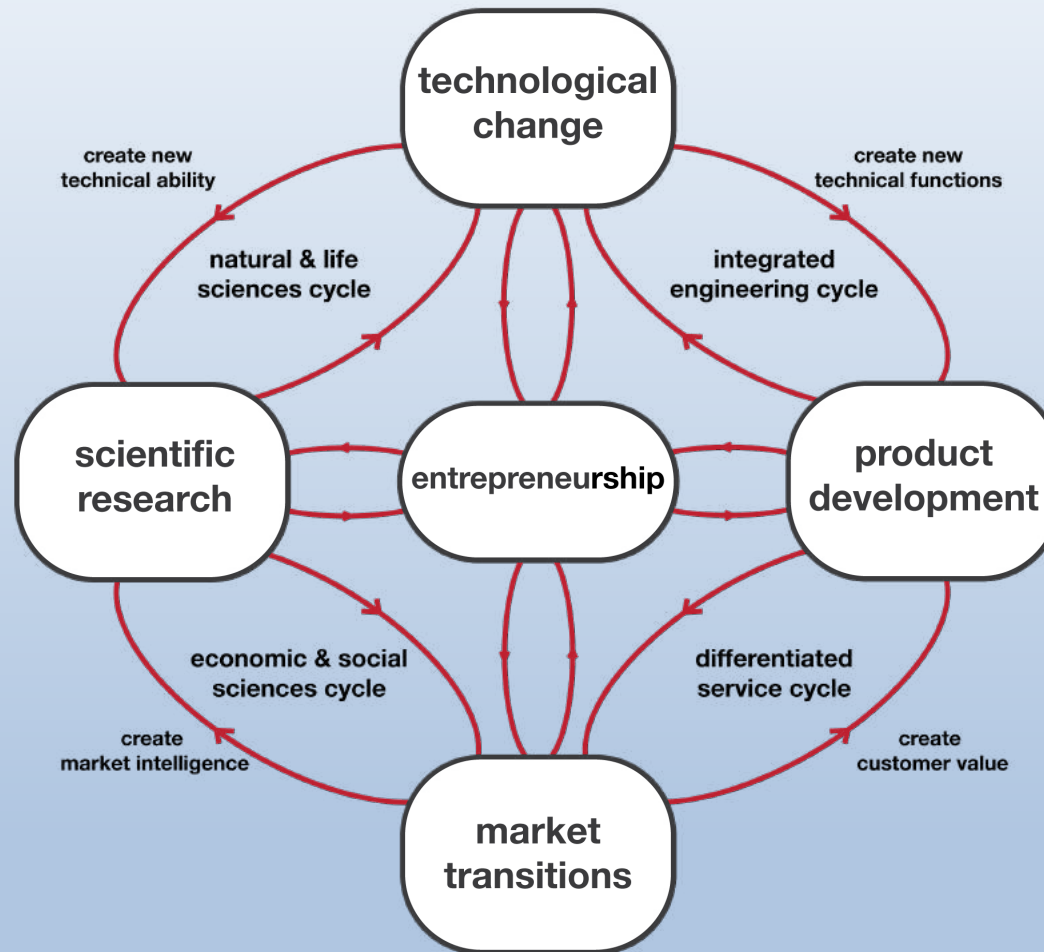 technological
change
create new
technical ability
create new
technical functions
natural & life
sciences cycle
integrated
engineering cycle
scientific
research
entrepreneurship
product
development
economic & social
sciences cycle
differentiated
service cycle
create
market intelligence
create
customer value
market
transitions